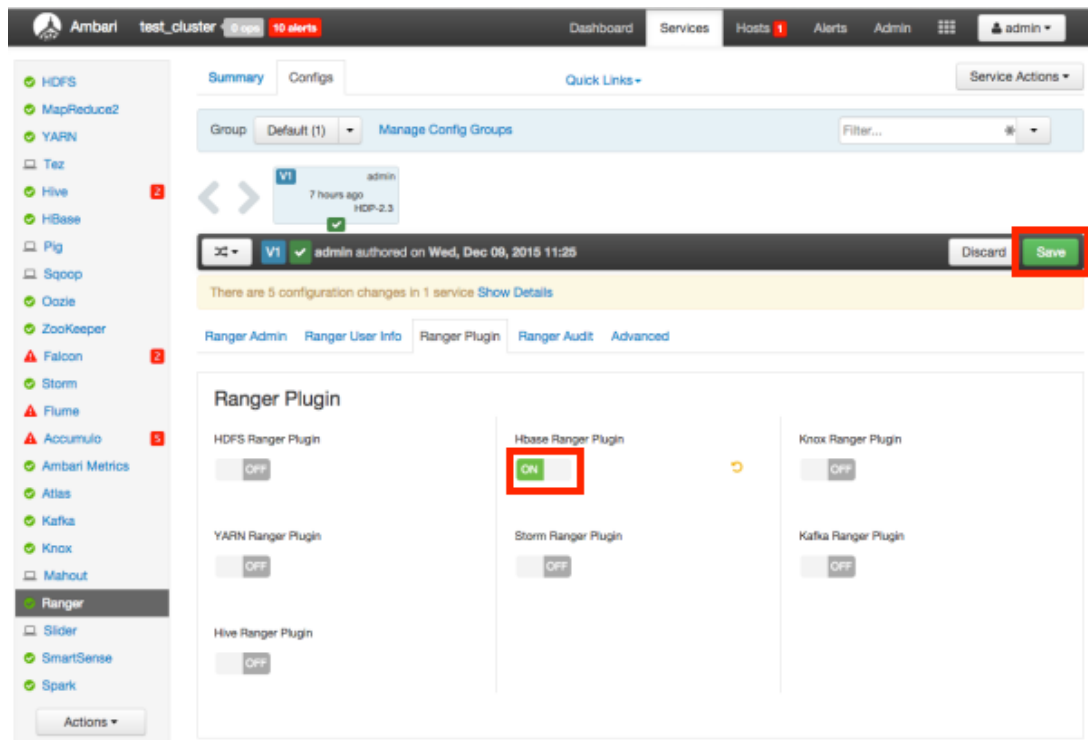 Ambari test_cluster 0 ops 10 alerts Dashboard Services Hosts 1 Alerts Admin admin
HDFS
MapReduce2
YARN
Tez
Hive 2
HBase
Pig
Sqoop
Oozie
ZooKeeper
Falcon 2
Storm
Flume
Accumulo 5
Ambari Metrics
Atlas
Kafka
Knox
Mahout
Ranger
Slider
SmartSense
Spark
Actions
Summary Configs Quick Links Service Actions
Group Default (1) Manage Config Groups Filter...
V1 admin
7 hours ago
HDP-2.3
V1 admin authored on Wed, Dec 09, 2015 11:25 Discard Save
There are 5 configuration changes in 1 service Show Details
Ranger Admin Ranger User Info Ranger Plugin Ranger Audit Advanced
Ranger Plugin
HDFS Ranger Plugin Hbase Ranger Plugin Knox Ranger Plugin
OFF ON OFF
YARN Ranger Plugin Storm Ranger Plugin Kafka Ranger Plugin
OFF OFF OFF
Hive Ranger Plugin
OFF